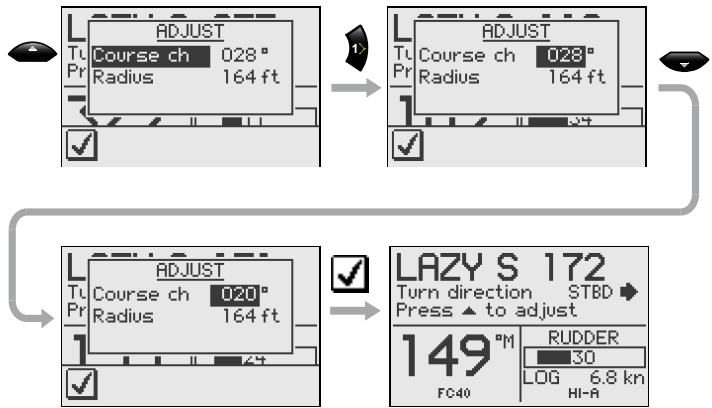 ADJUST
Course ch 028°
Radius 164 ft
1
ADJUST
Course ch 028°
Radius 164 ft
ADJUST
Course ch 020°
Radius 164 ft
LAZY S 172
Turn direction STBD
Press ▲ to adjust
149°M
FC40
RUDDER
30
LOG 6.8 kn
HI-A